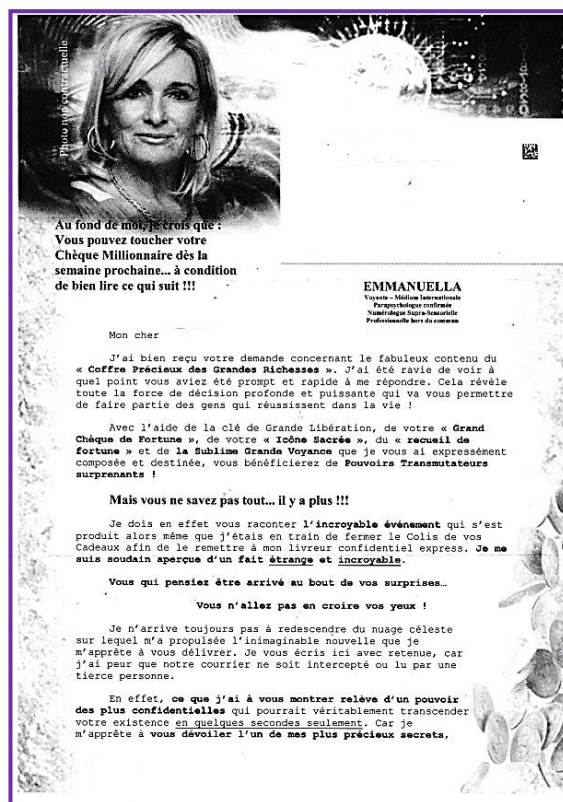 Photo non contractuelle
Au fond de moi, je crois que :
Vous pouvez toucher votre
Chèque Millionnaire dès la
semaine prochaine... à condition
de bien lire ce qui suit !!!
EMMANUELLA
Voyante – Médium Internationale
Parapsychologue confirmée
Numérologue Supra-Sensorielle
Professionnelle hors du commun
Mon cher
J'ai bien reçu votre demande concernant le fabuleux contenu du
« Coffre Précieux des Grandes Richesses ». J'ai été ravie de voir à
quel point vous aviez été prompt et rapide à me répondre. Cela révèle
toute la force de décision profonde et puissante qui va vous permettre
de faire partie des gens qui réussissent dans la vie !
Avec l'aide de la clé de Grande Libération, de votre « Grand
Chèque de Fortune », de votre « Icône Sacrée », du « recueil de
fortune » et de la Sublime Grande Voyance que je vous ai expressément
composée et destinée, vous bénéficierez de Pouvoirs Transmutateurs
surprenants !
Mais vous ne savez pas tout... il y a plus !!!
Je dois en effet vous raconter l'incroyable événement qui s'est
produit alors même que j'étais en train de fermer le Colis de vos
Cadeaux afin de le remettre à mon livreur confidentiel express. Je me
suis soudain aperçue d'un fait étrange et incroyable.
Vous qui pensiez être arrivé au bout de vos surprises…
Vous n'allez pas en croire vos yeux !
Je n'arrive toujours pas à redescendre du nuage céleste
sur lequel m'a propulsée l'inimaginable nouvelle que je
m'apprête à vous délivrer. Je vous écris ici avec retenue, car
j'ai peur que notre courrier ne soit intercepté ou lu par une
tierce personne.
En effet, ce que j'ai à vous montrer relève d'un pouvoir
des plus confidentielles qui pourrait véritablement transcender
votre existence en quelques secondes seulement. Car je
m'apprête à vous dévoiler l'un de mes plus précieux secrets,